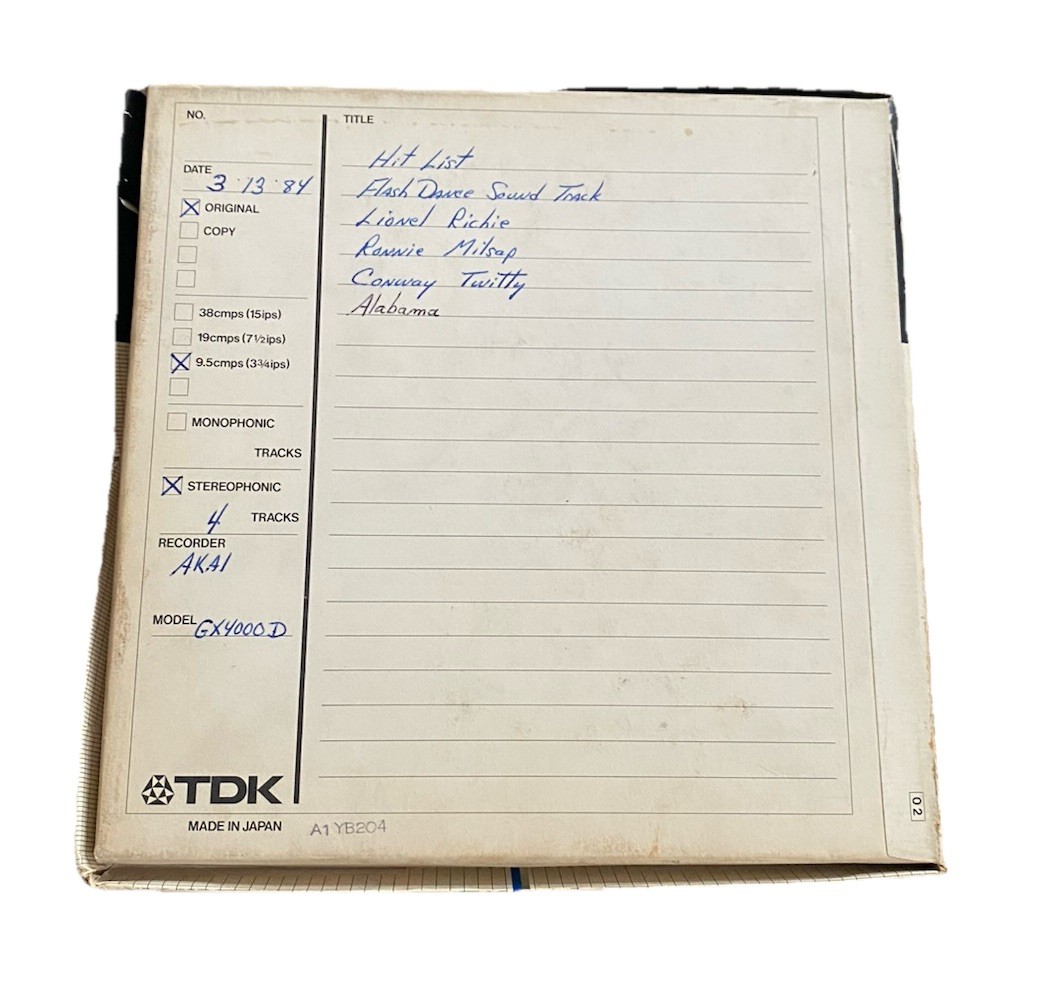 NO.
DATE 3·13·84
ORIGINAL
COPY
38cmps (15ips)
19cmps (7½ips)
9.5cmps (3¾ips)
MONOPHONIC
TRACKS
STEREOPHONIC
4 TRACKS
RECORDER
AKAI
MODEL GX4000D
TDK
MADE IN JAPAN
A1YB204
TITLE
Hit List
Flash Dance Sound Track
Lionel Richie
Ronnie Milsap
Conway Twitty
Alabama
02